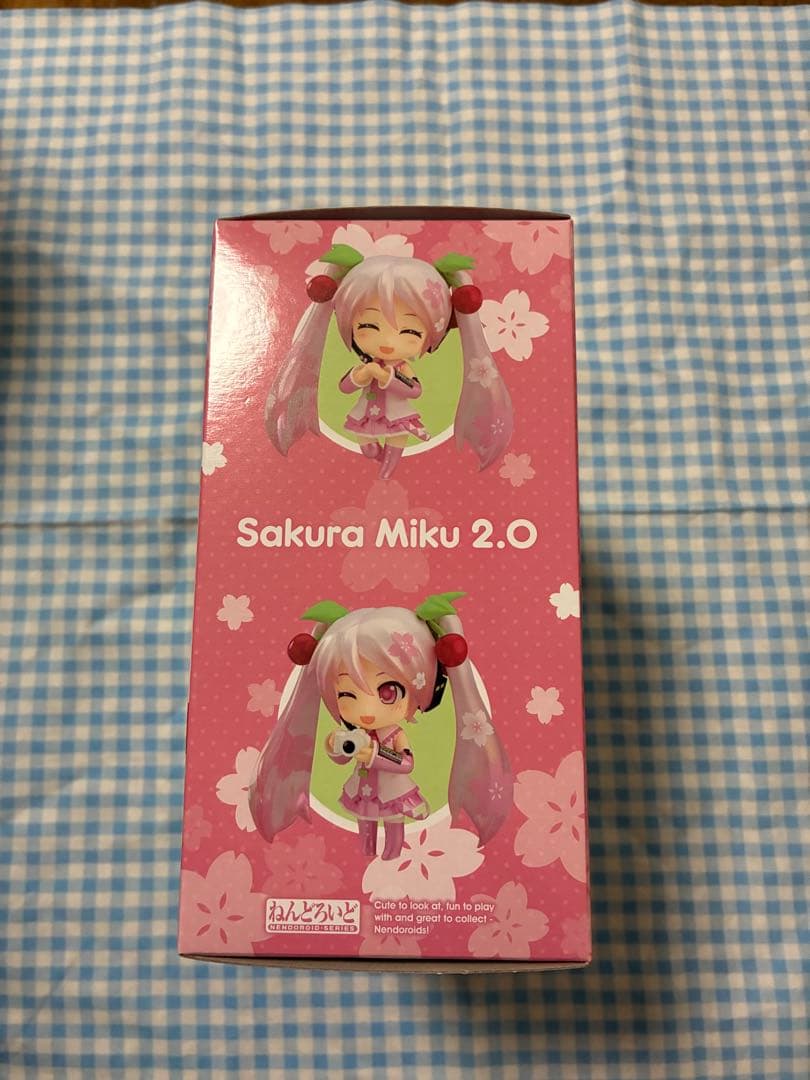 Sakura Miku 2.0
ねんどろいど
NENDOROID·SERIES
Cute to look at, fun to play
with and great to collect -
Nendoroids!